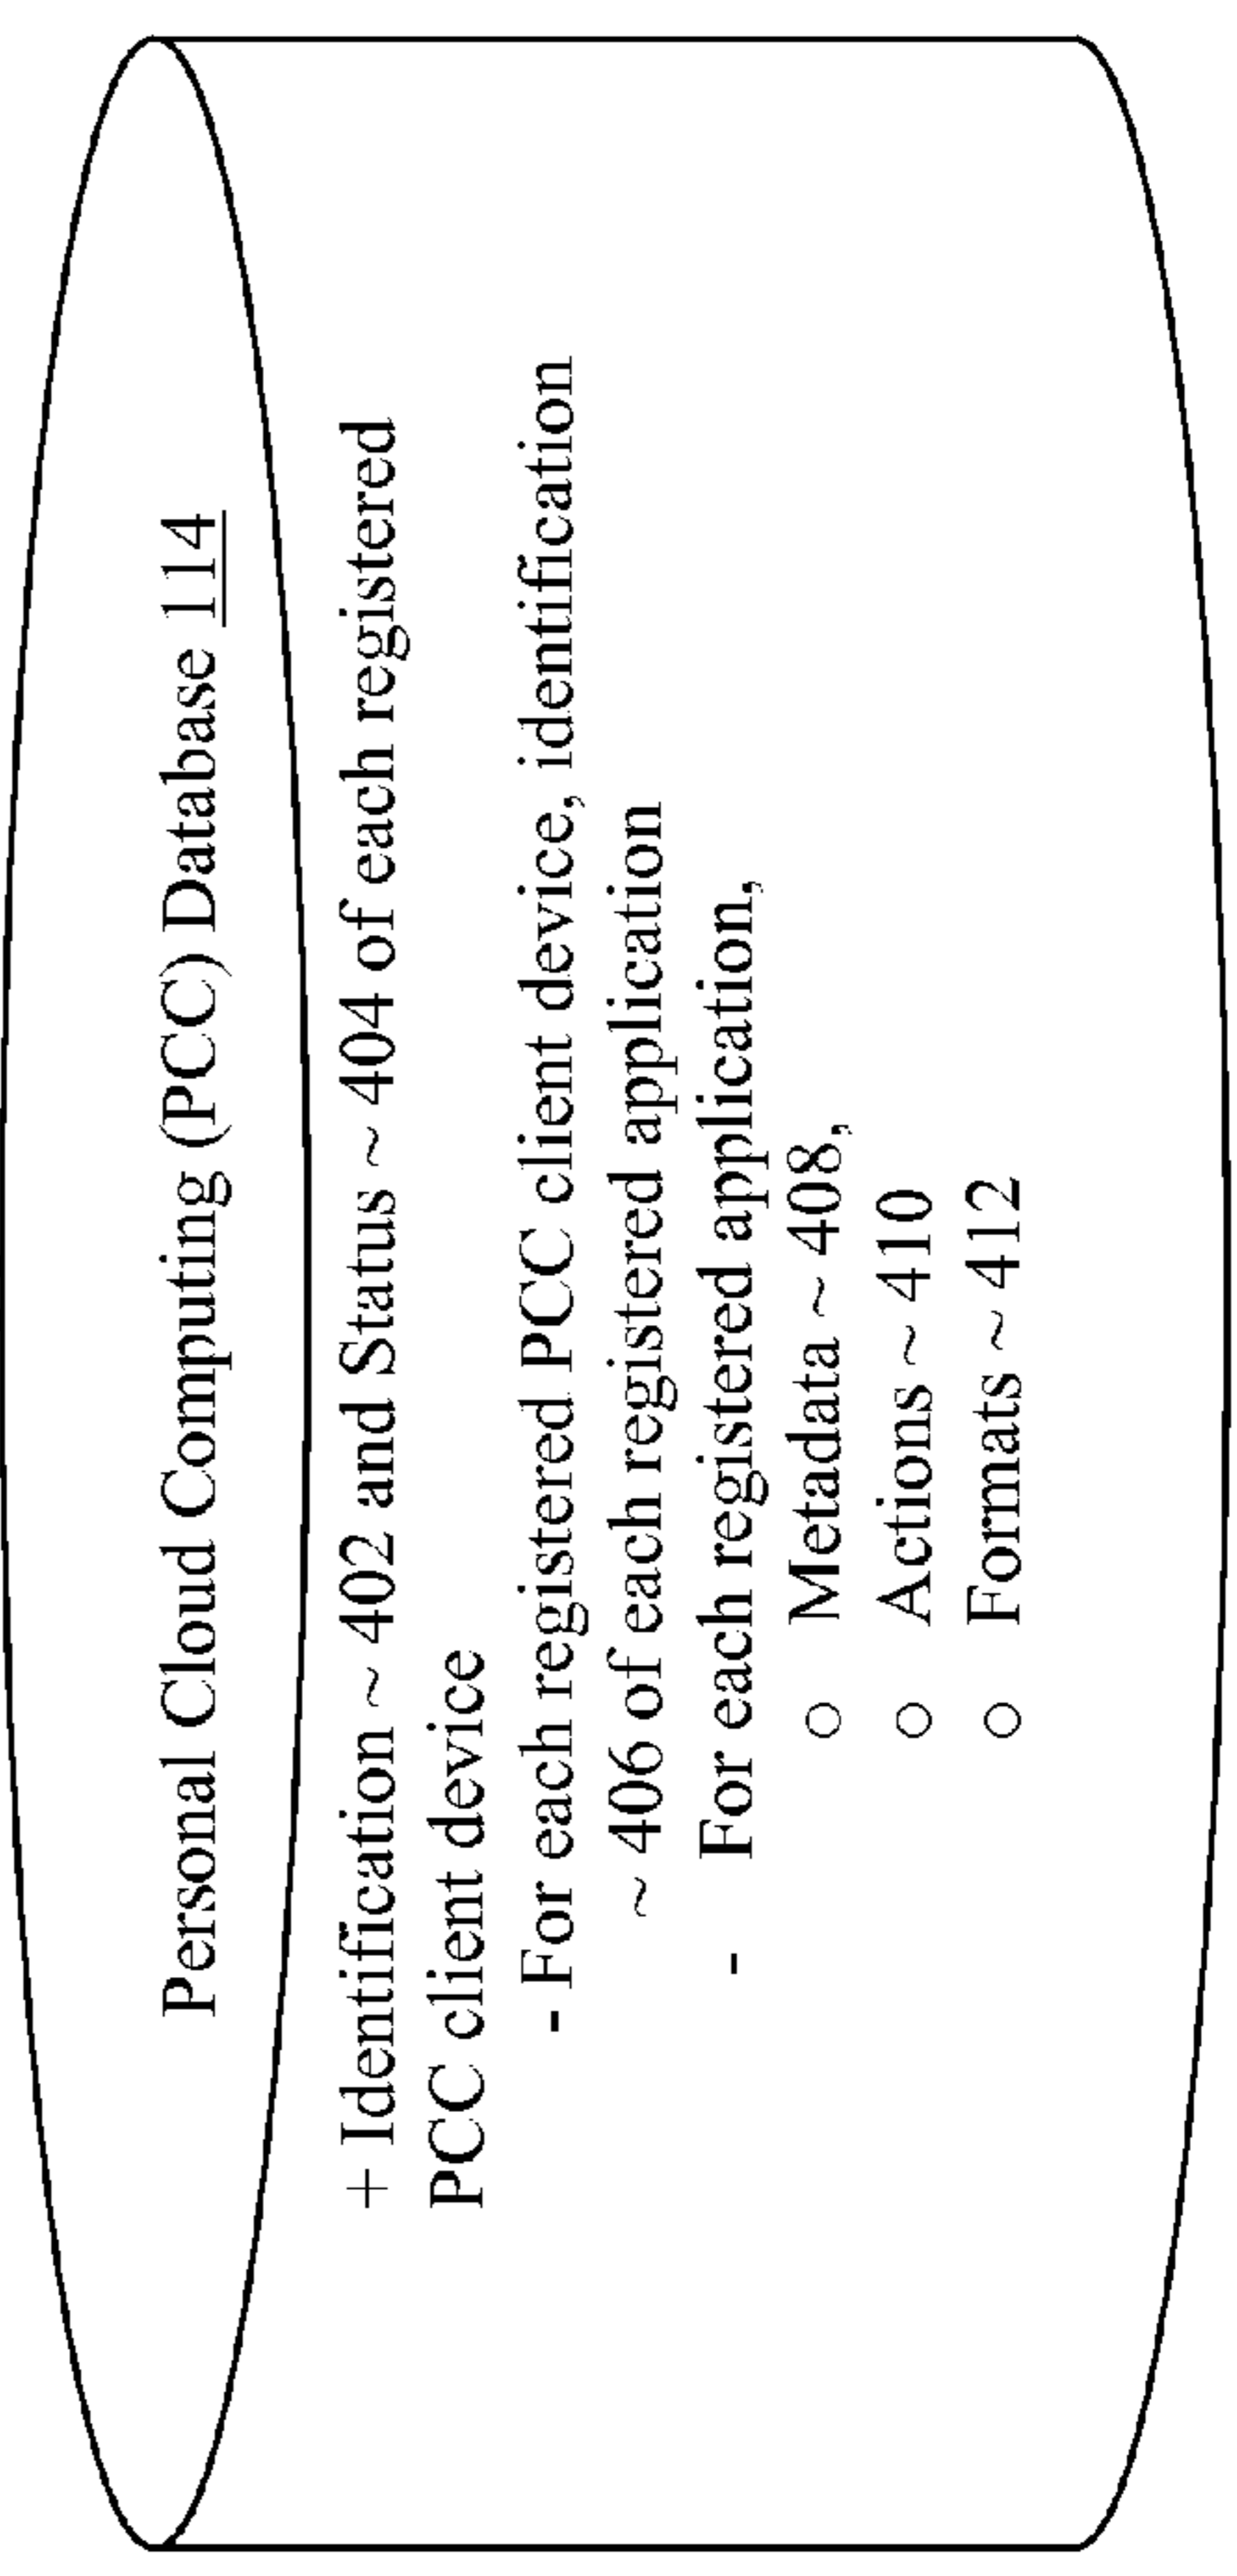 Personal Cloud Computing (PCC) Database 114
+ Identification ~ 402 and Status ~ 404 of each registered
PCC client device
- For each registered PCC client device, identification
~ 406 of each registered application
- For each registered application,
○ Metadata ~ 408,
○ Actions ~ 410
○ Formats ~ 412